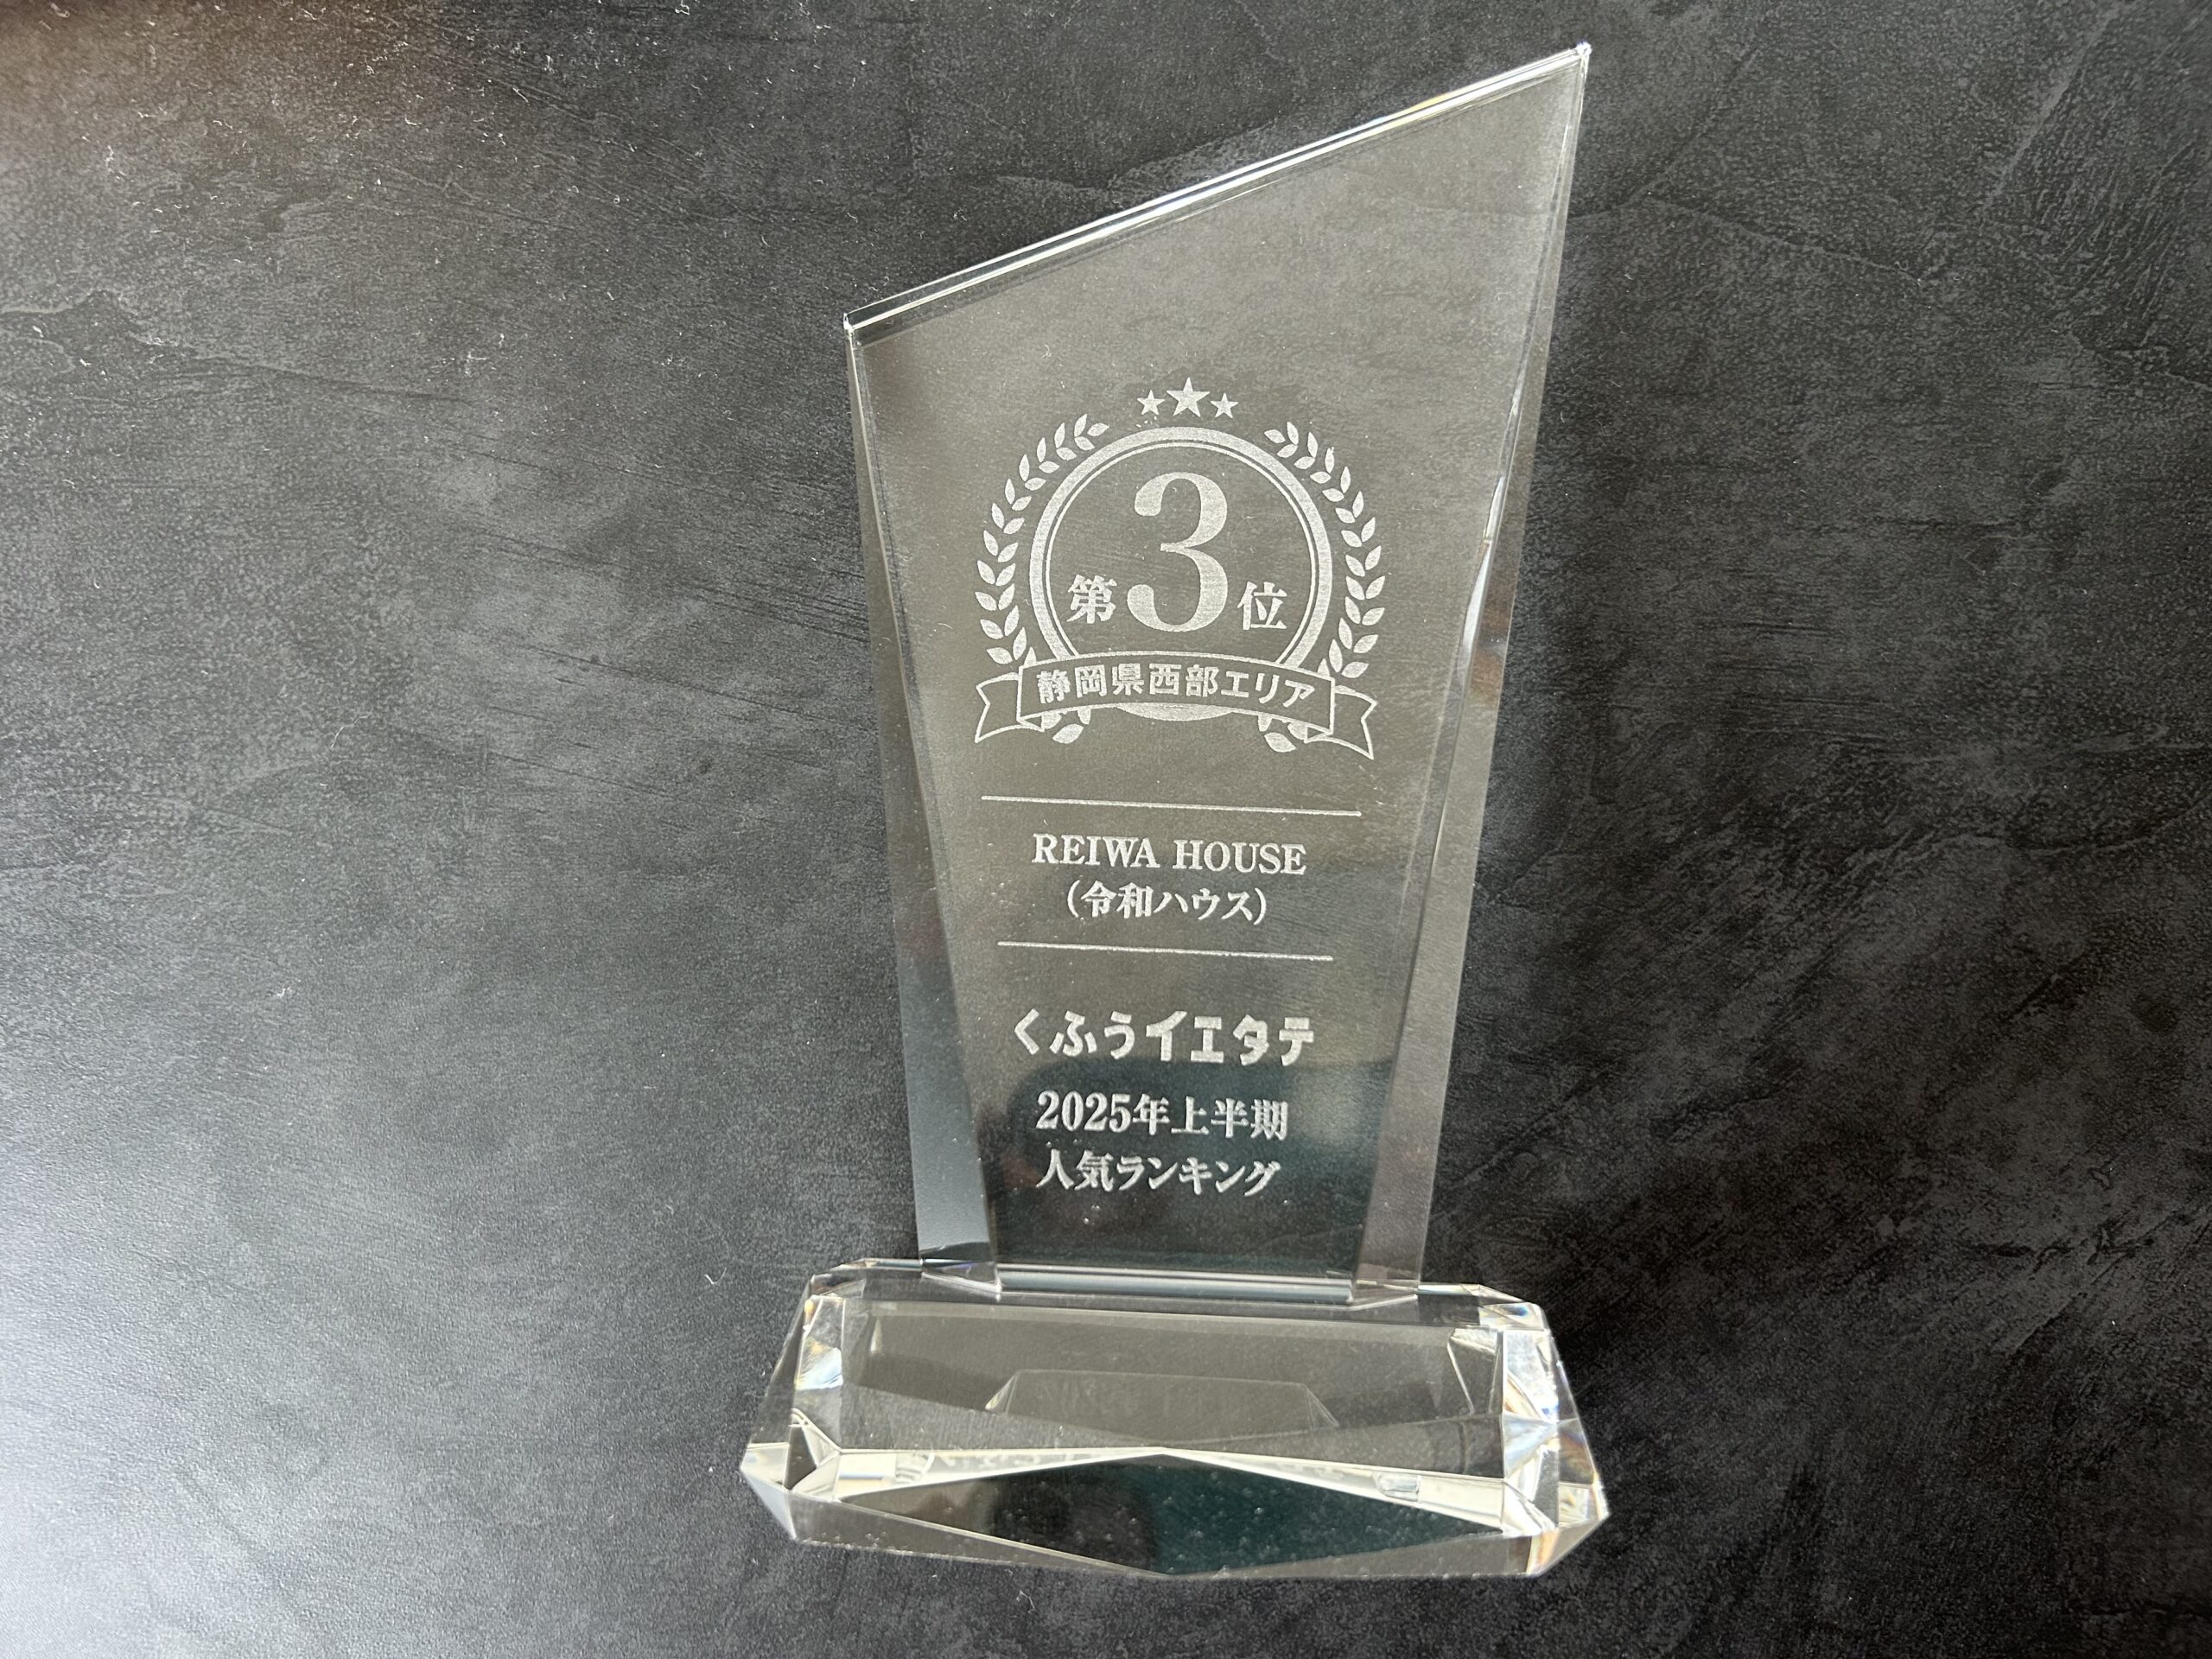 第3位
静岡県西部エリア
REIWA HOUSE
(令和ハウス)
くふうイエタテ
2025年上半期
人気ランキング